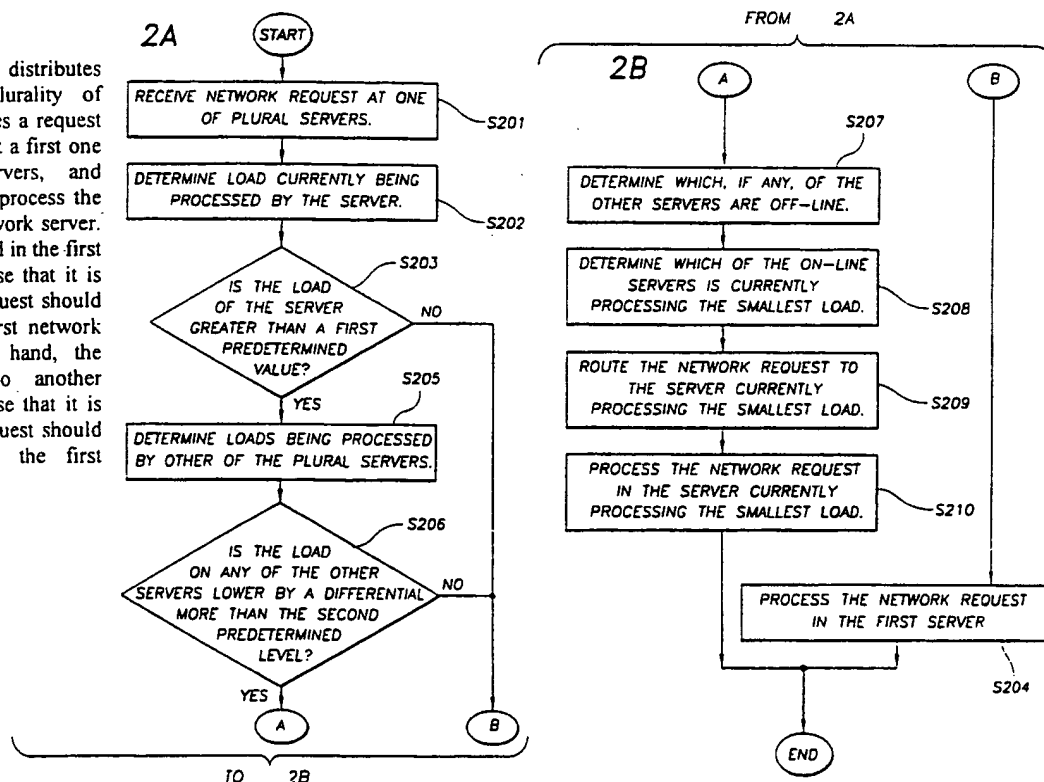 distributes
lurality of
es a request
t a first one
rvers, and
process the
work server.
d in the first
se that it is
quest should
rst network
hand, the
o another
se that it is
quest should
the first
2A
START
RECEIVE NETWORK REQUEST AT ONE
OF PLURAL SERVERS.
S201
DETERMINE LOAD CURRENTLY BEING
PROCESSED BY THE SERVER.
S202
S203
IS THE LOAD
OF THE SERVER
GREATER THAN A FIRST
PREDETERMINED
VALUE?
NO
YES
S205
DETERMINE LOADS BEING PROCESSED
BY OTHER OF THE PLURAL SERVERS.
S206
IS THE LOAD
ON ANY OF THE OTHER
SERVERS LOWER BY A DIFFERENTIAL
MORE THAN THE SECOND
PREDETERMINED
LEVEL?
NO
YES
A
B
TO 2B
FROM 2A
2B
A
B
S207
DETERMINE WHICH, IF ANY, OF THE
OTHER SERVERS ARE OFF-LINE.
DETERMINE WHICH OF THE ON-LINE
SERVERS IS CURRENTLY
PROCESSING THE SMALLEST LOAD.
S208
ROUTE THE NETWORK REQUEST TO
THE SERVER CURRENTLY
PROCESSING THE SMALLEST LOAD.
S209
PROCESS THE NETWORK REQUEST
IN THE SERVER CURRENTLY
PROCESSING THE SMALLEST LOAD.
S210
PROCESS THE NETWORK REQUEST
IN THE FIRST SERVER
S204
END